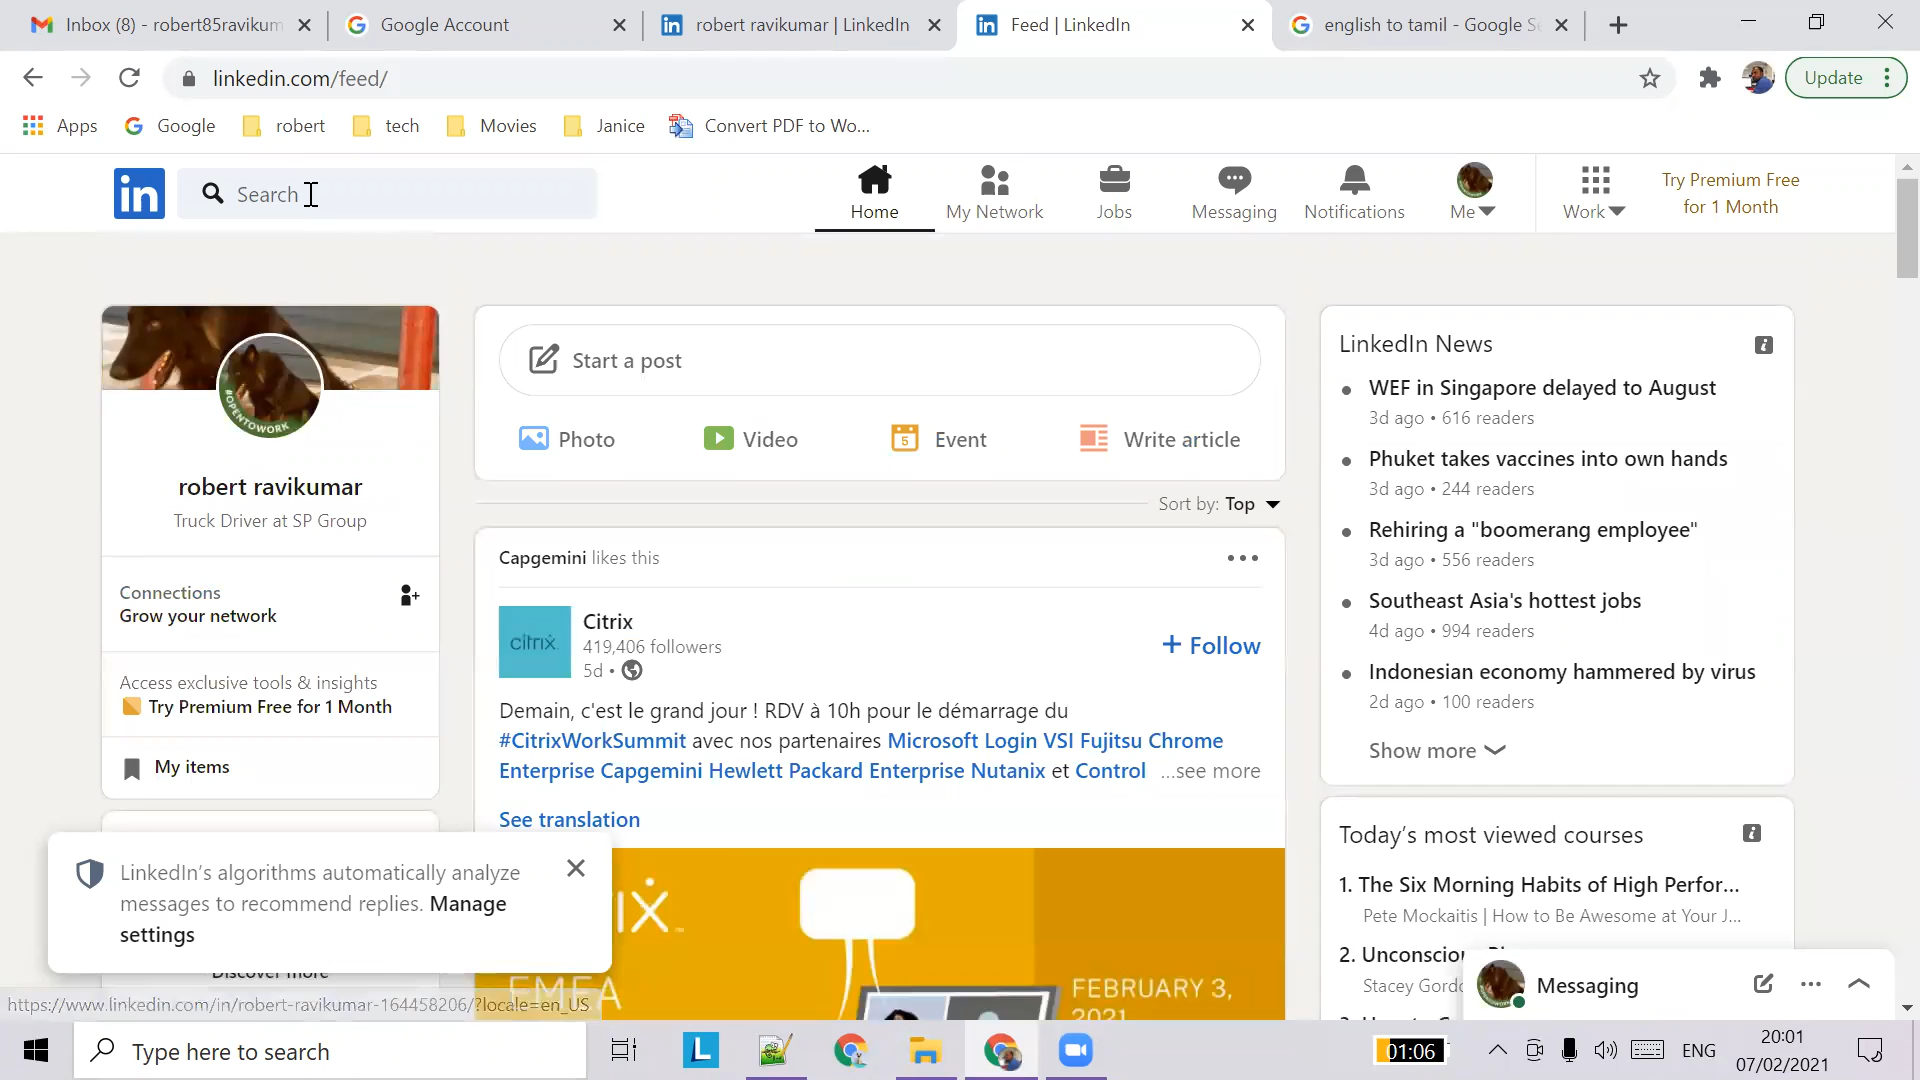 Inbox (8) - robert85ravikum
Google Account
robert ravikumar | LinkedIn
Feed | LinkedIn
english to tamil - Google Se
linkedin.com/feed/
Update
Apps
Google
robert
tech
Movies
Janice
Convert PDF to Wo...
in
Search
Home
My Network
Jobs
Messaging
Notifications
Me
Work
Try Premium Free
for 1 Month
#OPENTOWORK
robert ravikumar
Truck Driver at SP Group
Connections
Grow your network
Access exclusive tools & insights
Try Premium Free for 1 Month
My items
Discover more
Start a post
Photo
Video
5
Event
Write article
Sort by: Top
Capgemini likes this
citrix
Citrix
419,406 followers
5d •
+ Follow
Demain, c'est le grand jour ! RDV à 10h pour le démarrage du
#CitrixWorkSummit avec nos partenaires Microsoft Login VSI Fujitsu Chrome
Enterprise Capgemini Hewlett Packard Enterprise Nutanix et Control ...see more
See translation
EMEA
FEBRUARY 3,
2021
LinkedIn News
WEF in Singapore delayed to August
3d ago • 616 readers
Phuket takes vaccines into own hands
3d ago • 244 readers
Rehiring a "boomerang employee"
3d ago • 556 readers
Southeast Asia's hottest jobs
4d ago • 994 readers
Indonesian economy hammered by virus
2d ago • 100 readers
Show more
Today's most viewed courses
1. The Six Morning Habits of High Perfor...
Pete Mockaitis | How to Be Awesome at Your J...
2.
Messaging
LinkedIn's algorithms automatically analyze
messages to recommend replies. Manage
settings
https://www.linkedin.com/in/robert-ravikumar-164458206/?locale=en_US
Type here to search
L
01:06
ENG
20:01
07/02/2021